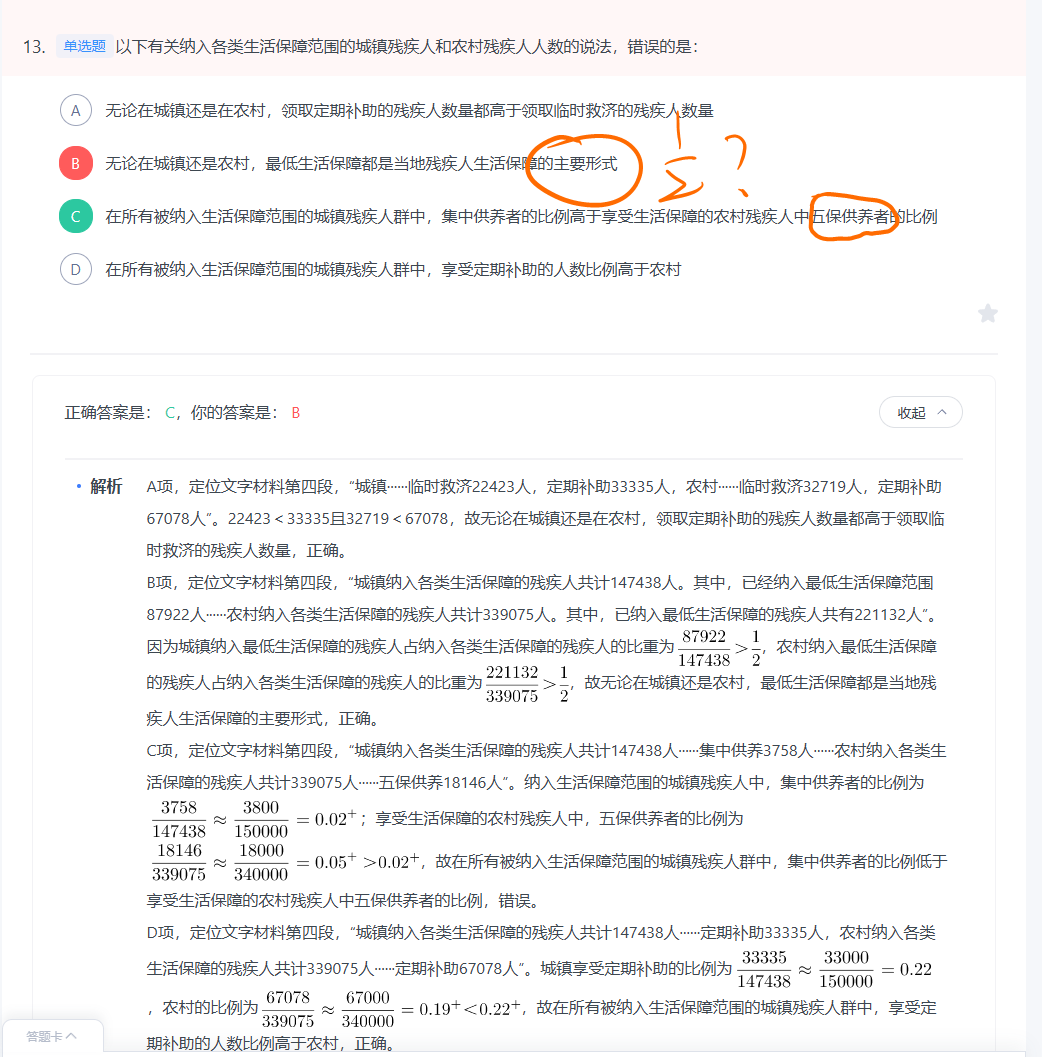 13. 单选题 以下有关纳入各类生活保障范围的城镇残疾人和农村残疾人人数的说法，错误的是：
A 无论在城镇还是在农村，领取定期补助的残疾人数量都高于领取临时救济的残疾人数量
B 无论在城镇还是农村，最低生活保障都是当地残疾人生活保障的主要形式
1/2?
C 在所有被纳入生活保障范围的城镇残疾人群中，集中供养者的比例高于享受生活保障的农村残疾人中五保供养者的比例
D 在所有被纳入生活保障范围的城镇残疾人群中，享受定期补助的人数比例高于农村
正确答案是： C， 你的答案是： B
收起
解析 A项，定位文字材料第四段，“城镇……临时救济22423人，定期补助33335人，农村……临时救济32719人，定期补助
67078人”。22423＜33335且32719＜67078，故无论在城镇还是在农村，领取定期补助的残疾人数量都高于领取临
时救济的残疾人数量，正确。
B项，定位文字材料第四段，“城镇纳入各类生活保障的残疾人共计147438人。其中，已经纳入最低生活保障范围
87922人……农村纳入各类生活保障的残疾人共计339075人。其中，已纳入最低生活保障的残疾人共有221132人”。
因为城镇纳入最低生活保障的残疾人占纳入各类生活保障的残疾人的比重为87922/147438＞1/2，农村纳入最低生活保障
的残疾人占纳入各类生活保障的残疾人的比重为221132/339075＞1/2，故无论在城镇还是农村，最低生活保障都是当地残
疾人生活保障的主要形式，正确。
C项，定位文字材料第四段，“城镇纳入各类生活保障的残疾人共计147438人……集中供养3758人……农村纳入各类生
活保障的残疾人共计339075人……五保供养18146人”。纳入生活保障范围的城镇残疾人中，集中供养者的比例为
3758/147438≈3800/150000=0.02⁺；享受生活保障的农村残疾人中，五保供养者的比例为
18146/339075≈18000/340000=0.05⁺>0.02⁺，故在所有被纳入生活保障范围的城镇残疾人群中，集中供养者的比例低于
享受生活保障的农村残疾人中五保供养者的比例，错误。
D项，定位文字材料第四段，“城镇纳入各类生活保障的残疾人共计147438人……定期补助33335人，农村纳入各类
生活保障的残疾人共计339075人……定期补助67078人”。城镇享受定期补助的比例为33335/147438≈33000/150000=0.22
，农村的比例为67078/339075≈67000/340000=0.19⁺<0.22⁺，故在所有被纳入生活保障范围的城镇残疾人群中，享受定
期补助的人数比例高于农村，正确。
答题卡